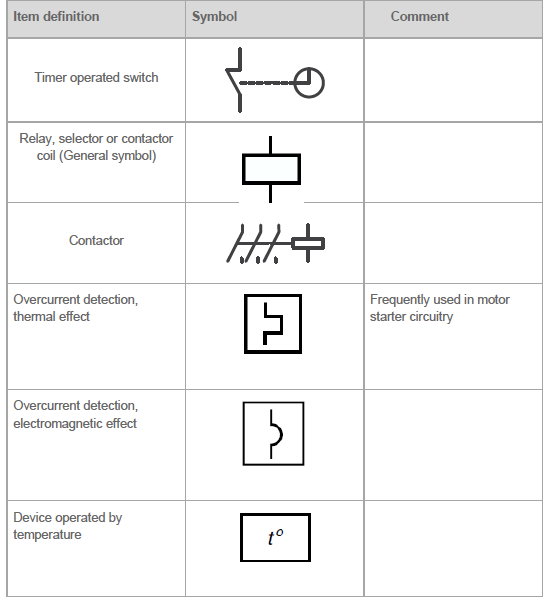 Item definition
Symbol
Comment
Timer operated switch
Relay, selector or contactor
coil (General symbol)
Contactor
Overcurrent detection,
thermal effect
Frequently used in motor
starter circuitry
Overcurrent detection,
electromagnetic effect
Device operated by
temperature
t°